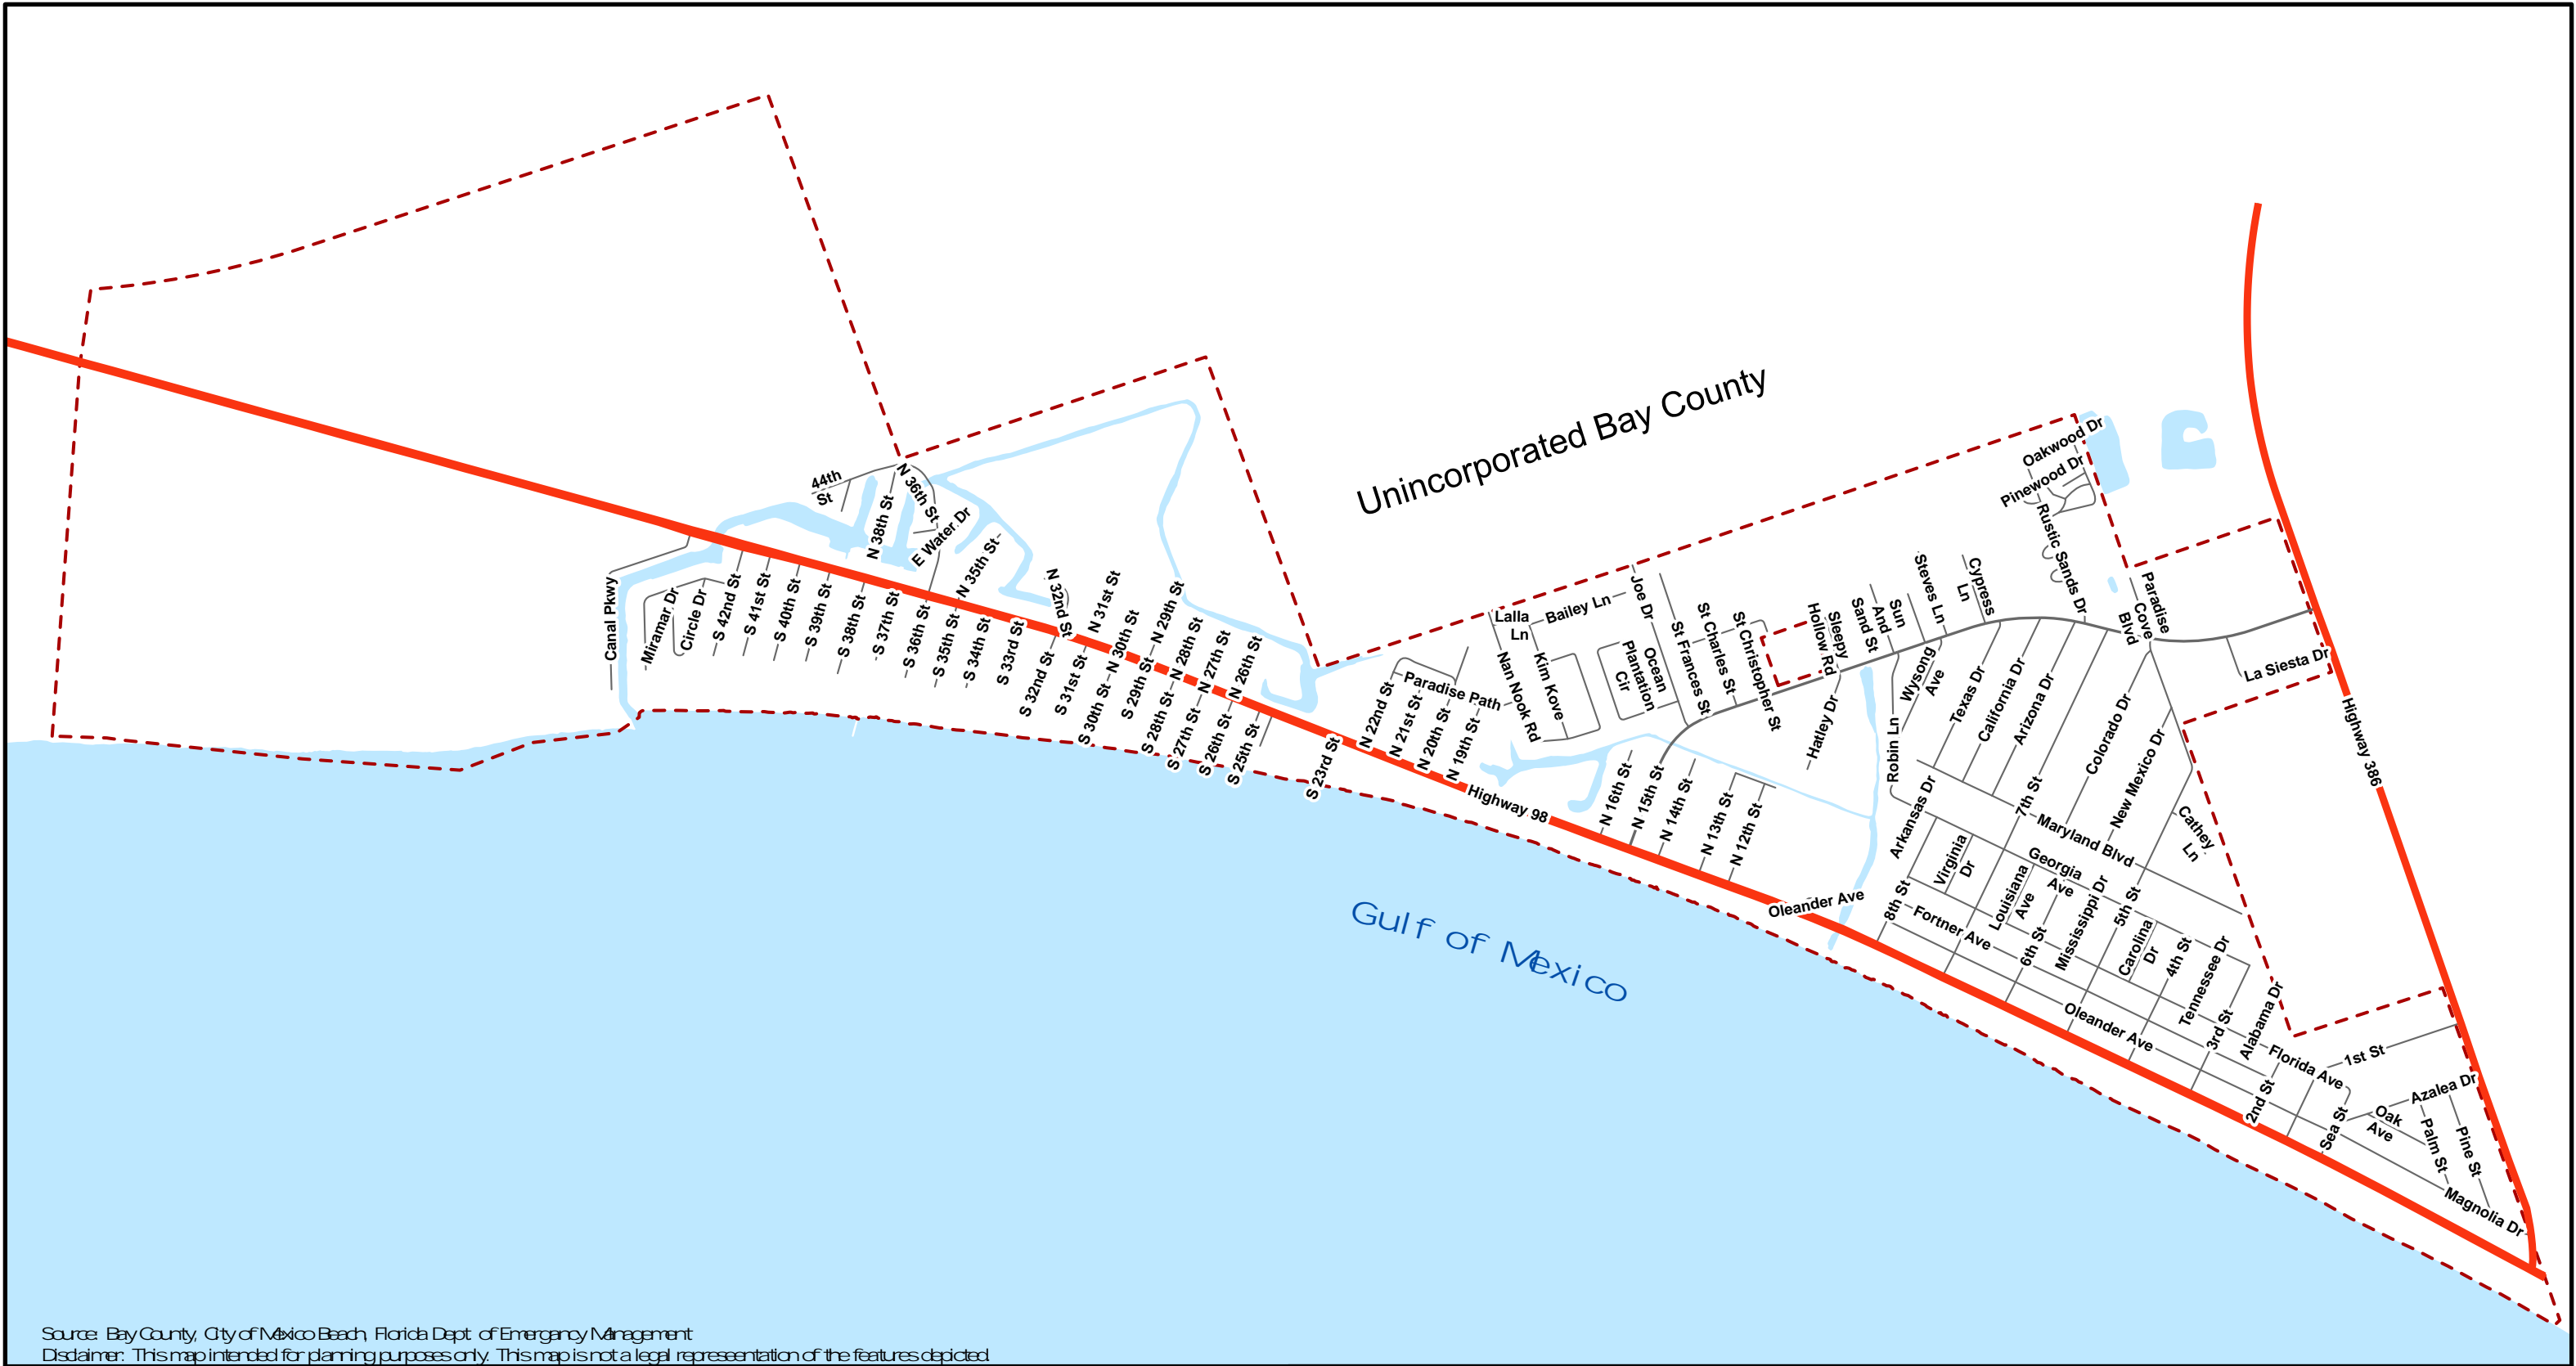 Unincorporated Bay County
Oakwood Dr
Pinewood Dr
Rustic Sands Dr
44th
St
N 36th St
N 38th St
E Water Dr
N 35th St
N 32nd St
N 31st St
N 30th St
N 29th St
N 28th St
N 27th St
N 26th St
Canal Pkwy
Miramar Dr
Circle Dr
S 42nd St
S 41st St
S 40th St
S 39th St
S 38th St
S 37th St
S 36th St
S 35th St
S 34th St
S 33rd St
S 32nd St
S 31st St
S 30th St
S 29th St
S 28th St
S 27th St
S 26th St
S 25th St
S 23rd St
N 22nd St
N 21st St
N 20th St
N 19th St
Paradise Path
Lalla
Ln
Bailey Ln
Nan Nook Rd
Kim Kove
Joe Dr
Ocean
Plantation
Cir
St Frances St
St Charles St
St Christopher St
Sleepy
Hollow Rd
Sun
And
Sand St
Steves Ln
Cypress
Ln
Paradise
Cove
Blvd
La Siesta Dr
Highway 386
Hatley Dr
Robin Ln
Wysong
Ave
Texas Dr
California Dr
Arizona Dr
Colorado Dr
New Mexico Dr
Cathey
Ln
Highway 98
N 16th St
N 15th St
N 14th St
N 13th St
N 12th St
Oleander Ave
Arkansas Dr
Virginia
Dr
7th St
Maryland Blvd
Georgia
Ave
Louisiana
Ave
Mississippi Dr
5th St
8th St
Fortner Ave
6th St
Carolina
Dr
4th St
Tennessee Dr
Oleander Ave
3rd St
Alabama Dr
Florida Ave
1st St
2nd St
Sea St
Azalea Dr
Oak
Ave
Palm St
Pine St
Magnolia Dr
Gulf of Mexico
Source: Bay County, City of Mexico Beach, Florida Dept. of Emergancy Management
Disclaimer: This map intended for planning purposes only. This map is not a legal represeentation of the features depicted.